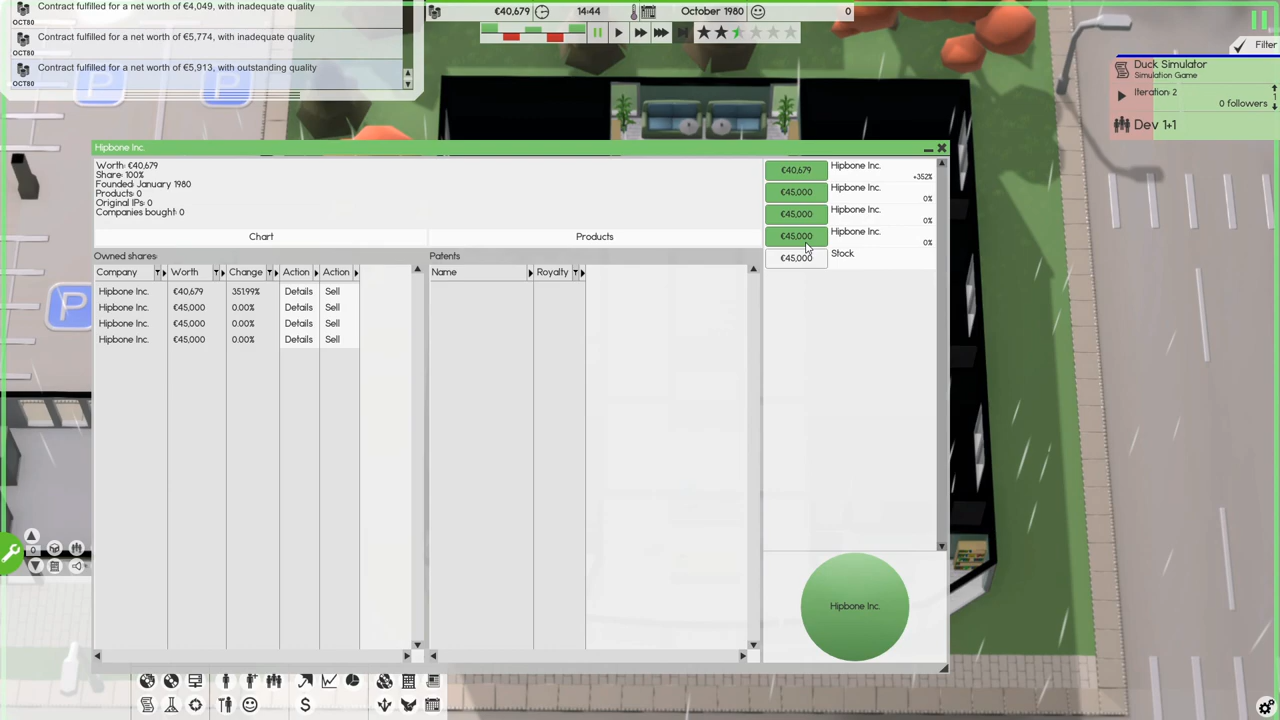 Contract fulfilled for a net worth of €4,049, with inadequate quality
OCT80
Contract fulfilled for a net worth of €5,774, with inadequate quality
OCT80
Contract fulfilled for a net worth of €5,913, with outstanding quality
OCT80
€40,679 14:44 October 1980 0
Filter
Duck Simulator
Simulation Game
Iteration: 2
1
0 followers
Dev 1+1
Hipbone Inc.
Worth: €40,679
Share: 100%
Founded January 1980
Products: 0
Original IPs: 0
Companies bought: 0
Chart Products
Owned shares:
Company Worth Change Action Action
Hipbone Inc. €40,679 351.99% Details Sell
Hipbone Inc. €45,000 0.00% Details Sell
Hipbone Inc. €45,000 0.00% Details Sell
Hipbone Inc. €45,000 0.00% Details Sell
Patents
Name Royalty
€40,679 Hipbone Inc.
+352%
€45,000 Hipbone Inc.
0%
€45,000 Hipbone Inc.
0%
€45,000 Hipbone Inc.
0%
€45,000 Stock
Hipbone Inc.
0
$